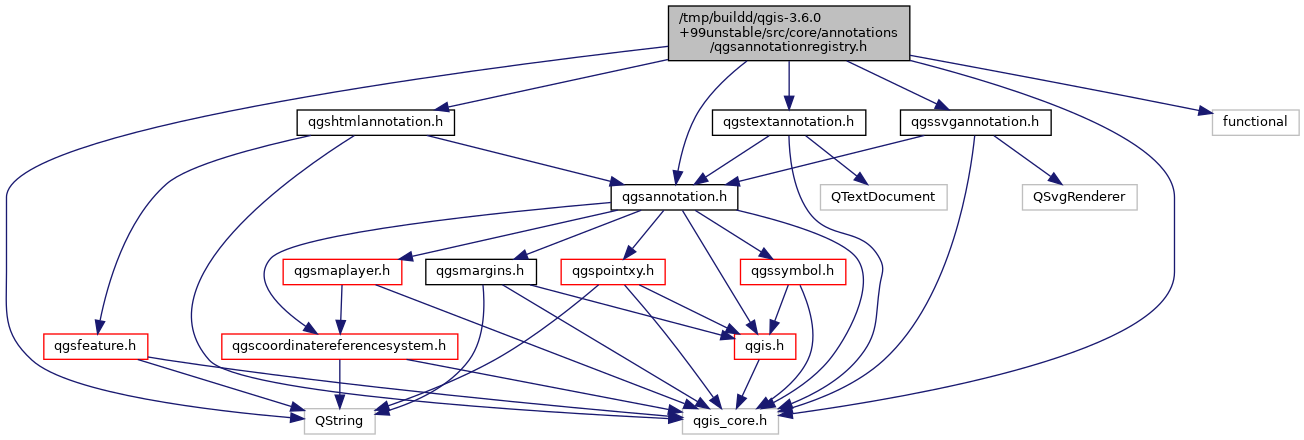 /tmp/buildd/qgis-3.6.0
+99unstable/src/core/annotations
/qgsannotationregistry.h
qgshtmlannotation.h
qgstextannotation.h
qgssvgannotation.h
functional
qgsannotation.h
QTextDocument
QSvgRenderer
qgsmaplayer.h
qgsmargins.h
qgspointxy.h
qgssymbol.h
qgsfeature.h
qgscoordinatereferencesystem.h
qgis.h
QString
qgis_core.h